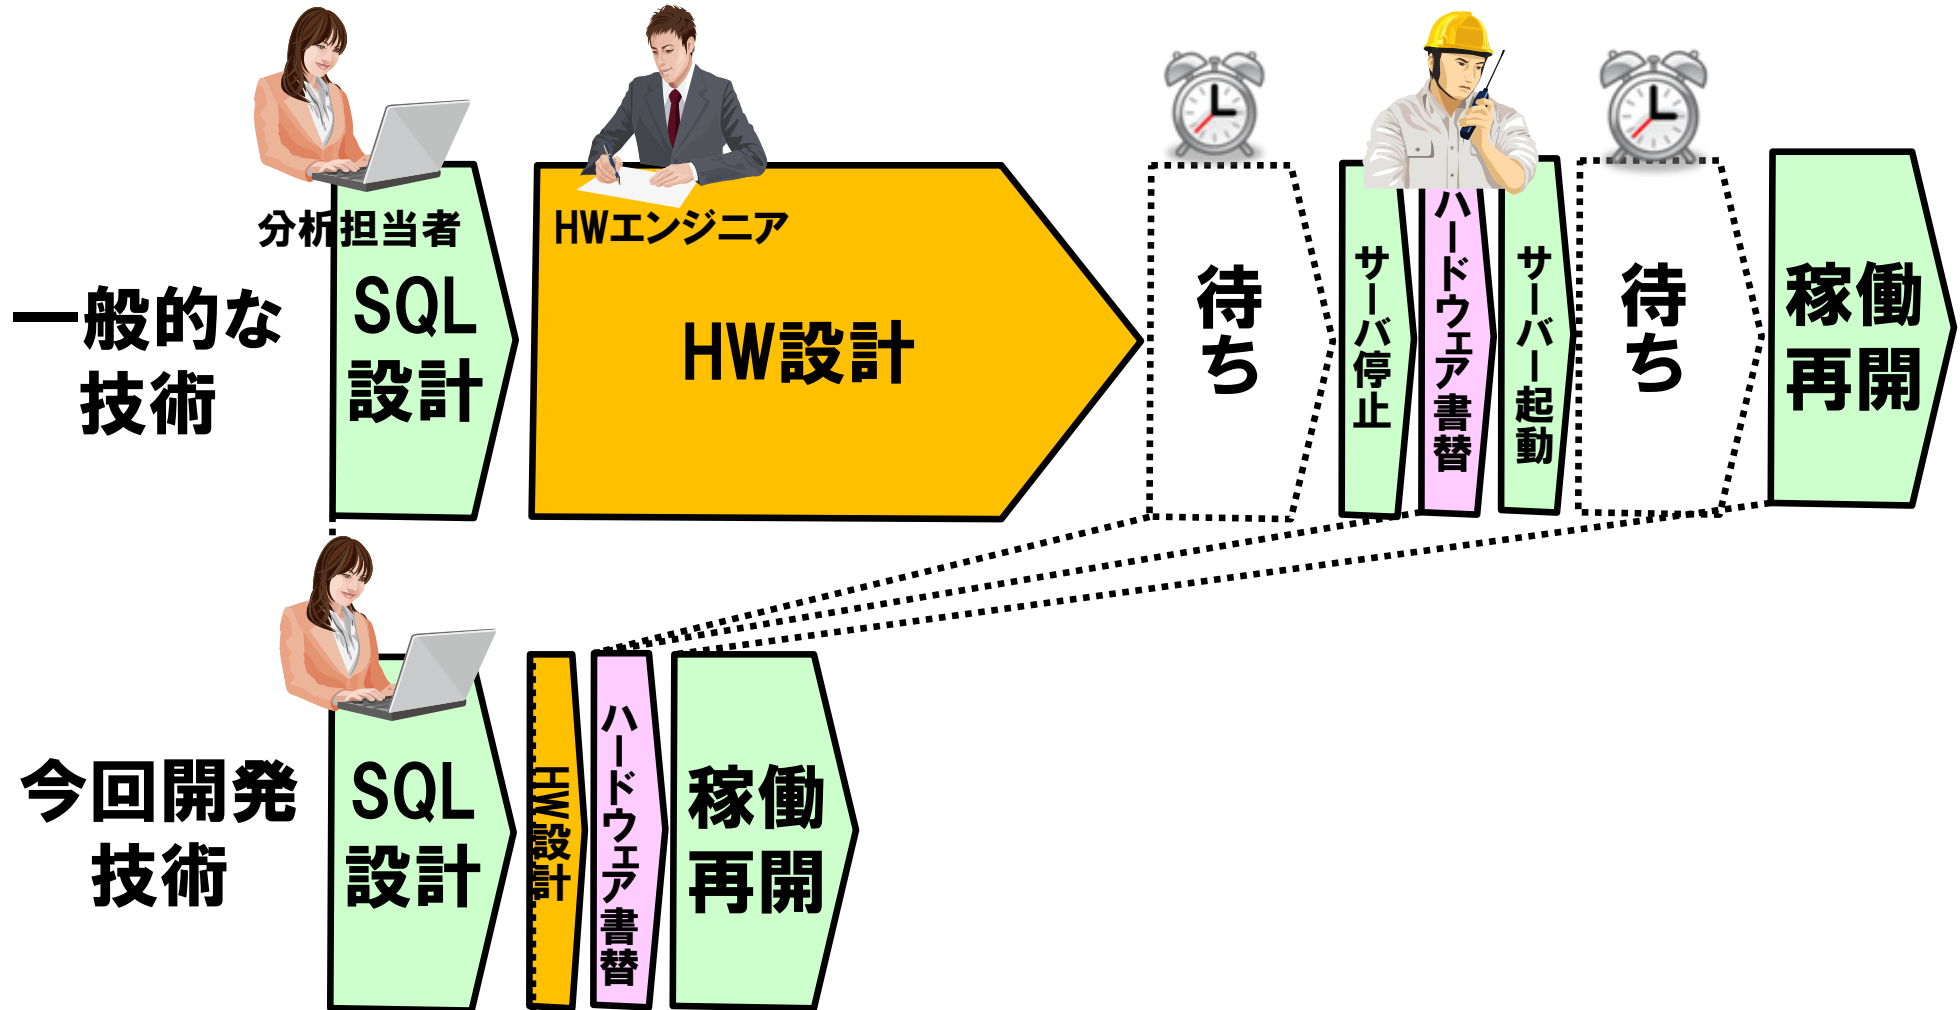 分析担当者
HWエンジニア
一般的な
技術
SQL
設計
HW設計
待ち
サーバ停止
ハードウェア書替
サーバー起動
待ち
稼働
再開
今回開発
技術
SQL
設計
HW設計
ハードウェア書替
稼働
再開